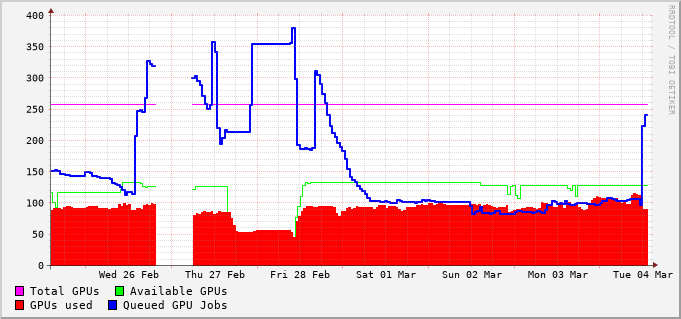 400
350
300
250
200
150
100
50
0
Wed 26 Feb Thu 27 Feb Fri 28 Feb Sat 01 Mar Sun 02 Mar Mon 03 Mar Tue 04 Mar
Total GPUs Available GPUs
GPUs used Queued GPU Jobs
RRDTOOL / TOBI OETIKER